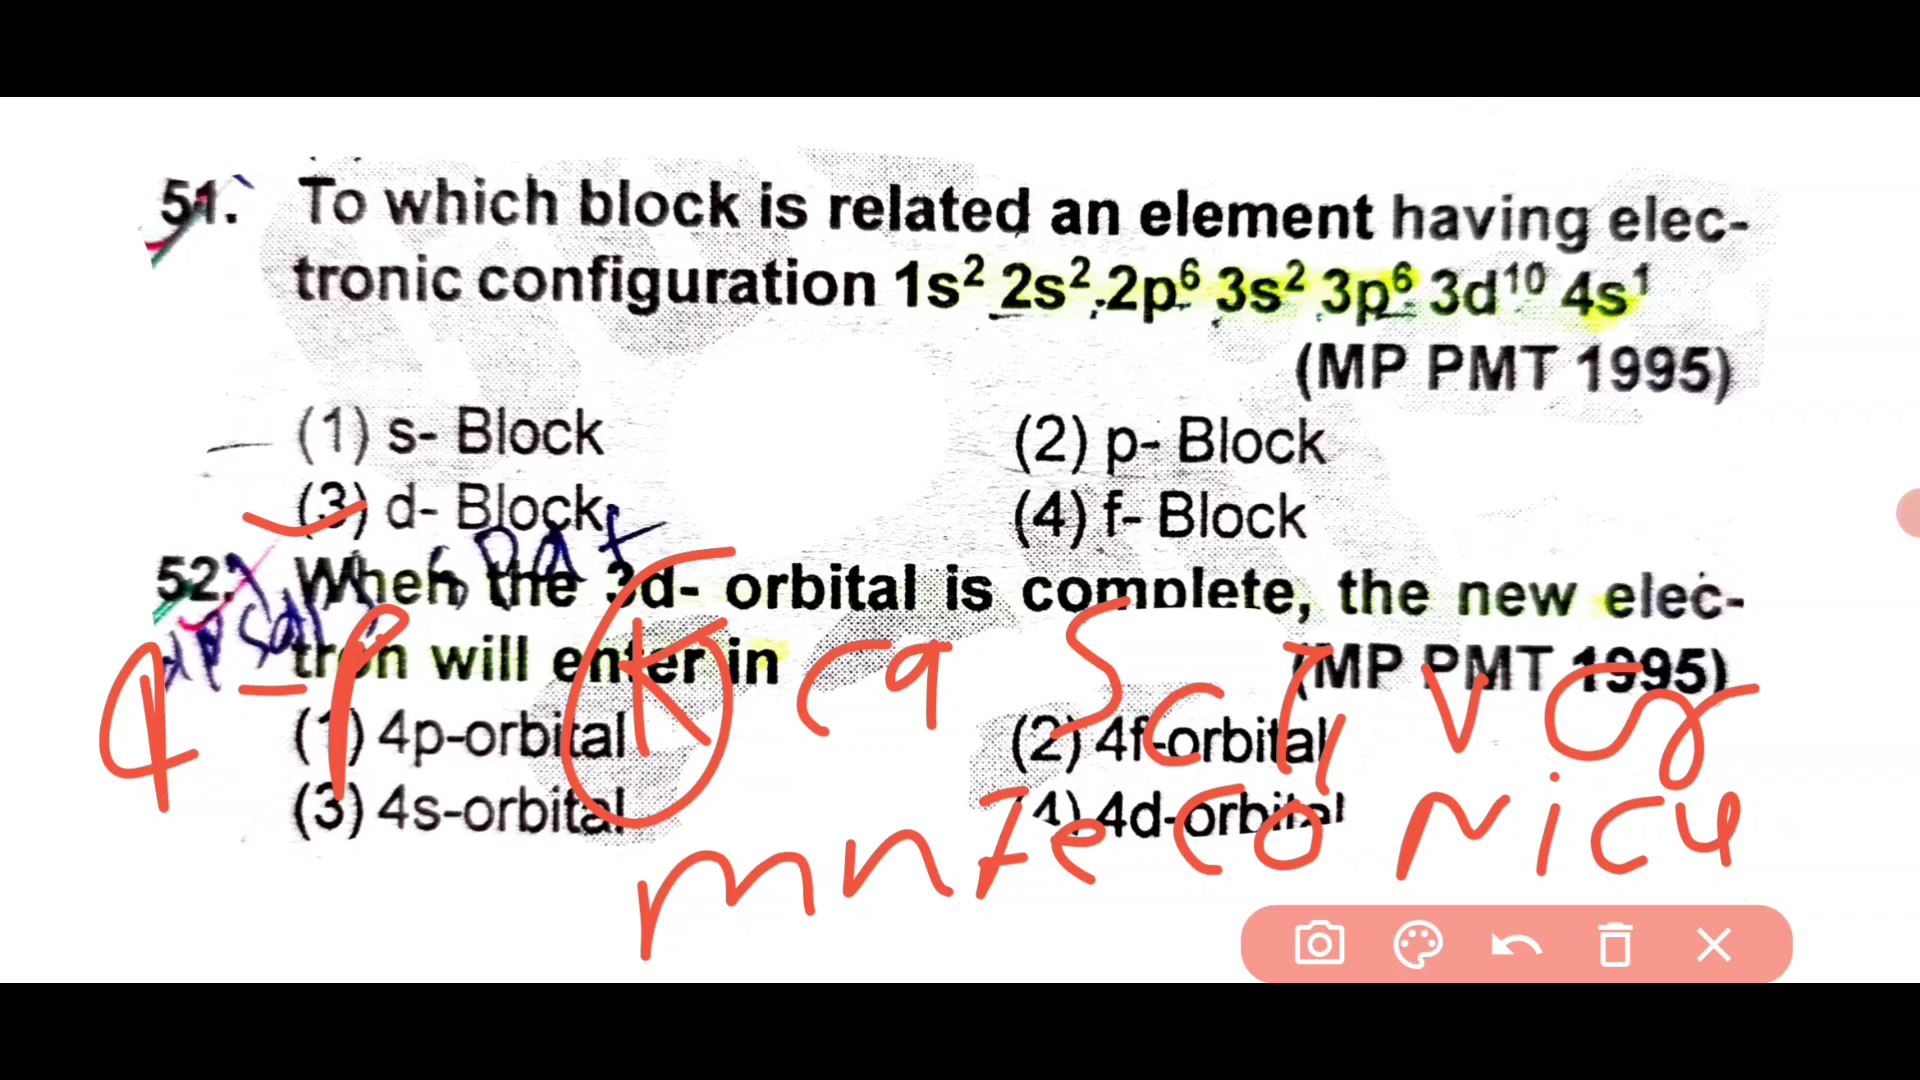 51. To which block is related an element having elec-
tronic configuration 1s² 2s² 2p⁶ 3s² 3p⁶ 3d¹⁰ 4s¹
(MP PMT 1995)
(1) s- Block (2) p- Block
(3) d- Block (4) f- Block
52. When the 3d- orbital is complete, the new elec-
tron will enter in (MP PMT 1995)
(1) 4p-orbital (2) 4f-orbital
(3) 4s-orbital (4) 4d-orbital
K Ca Sc Ti V Cr
mn Fe CO Ni Cu